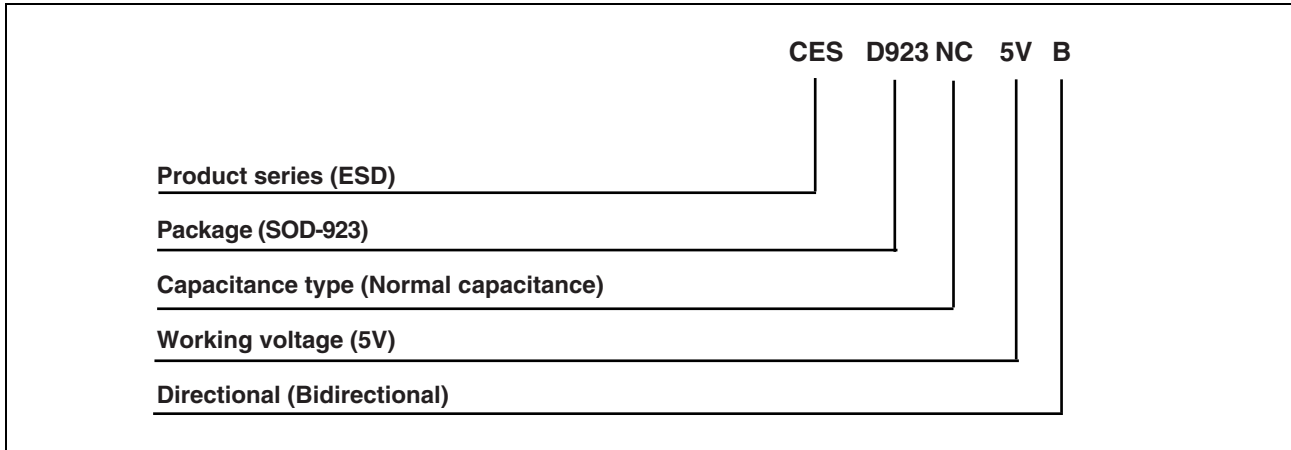 CES D923 NC 5V B
Product series (ESD)
Package (SOD-923)
Capacitance type (Normal capacitance)
Working voltage (5V)
Directional (Bidirectional)